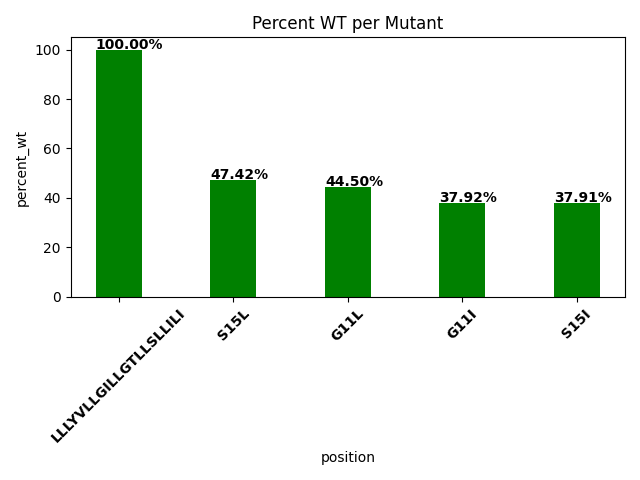 Percent WT per Mutant
percent_wt
100
80
60
40
20
0
100.00%
47.42%
44.50%
37.92%
37.91%
LLLYVLLGILLGTLLSLLILI
S15L
G11L
G11I
S15I
position